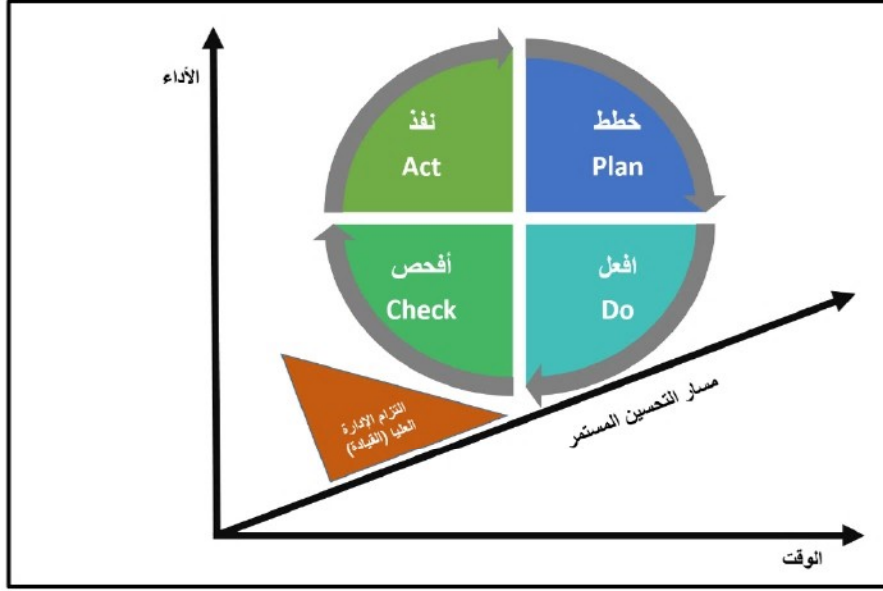 الأداء
نفذ
Act
خطط
Plan
أفحص
Check
افعل
Do
التزام الإدارة
العليا (القيادة)
مسار التحسين المستمر
الوقت